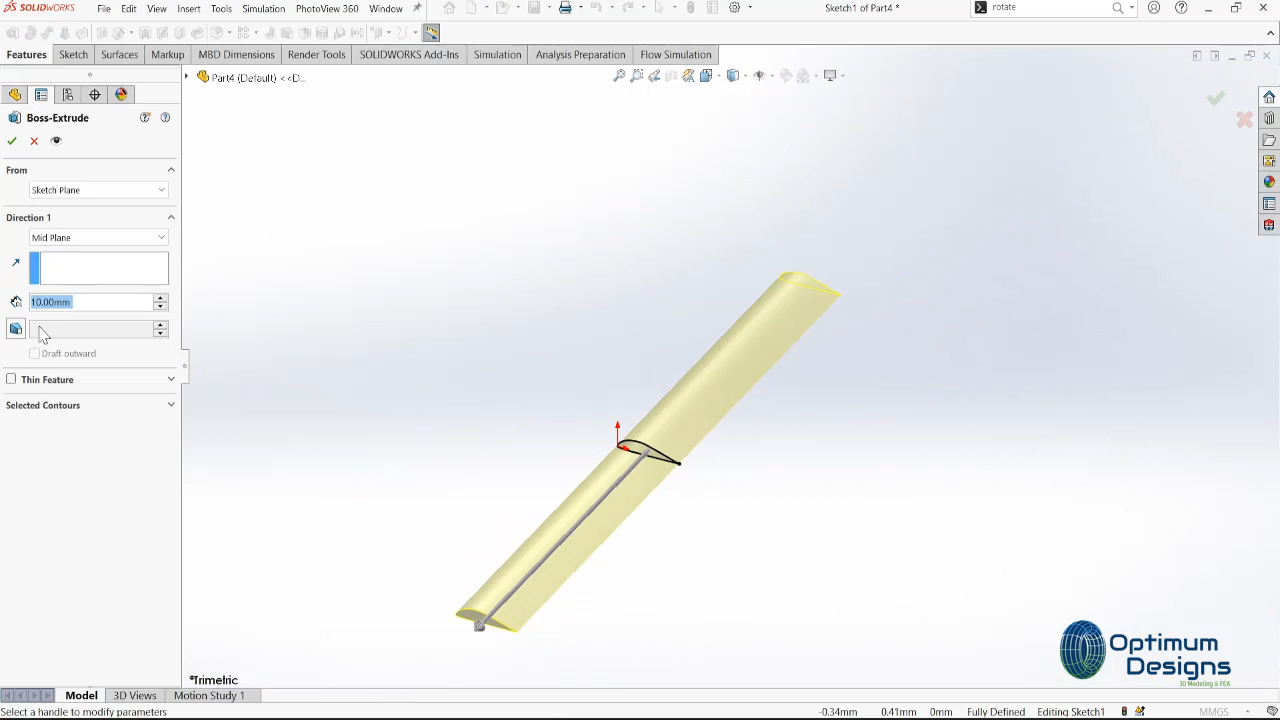 SOLIDWORKS File Edit View Insert Tools Simulation PhotoView 360 Window Sketch1 of Part4 * rotate
Features Sketch Surfaces Markup MBD Dimensions Render Tools SOLIDWORKS Add-Ins Simulation Analysis Preparation Flow Simulation
Part4 (Default) <<D...
Boss-Extrude
From
Sketch Plane
Direction 1
Mid Plane
10.00mm
Draft outward
Thin Feature
Selected Contours
Optimum
Designs
3D Modeling & FEA
*Trimetric
Model 3D Views Motion Study 1
Select a handle to modify parameters -0.34mm 0.41mm 0mm Fully Defined Editing Sketch1 MMGS